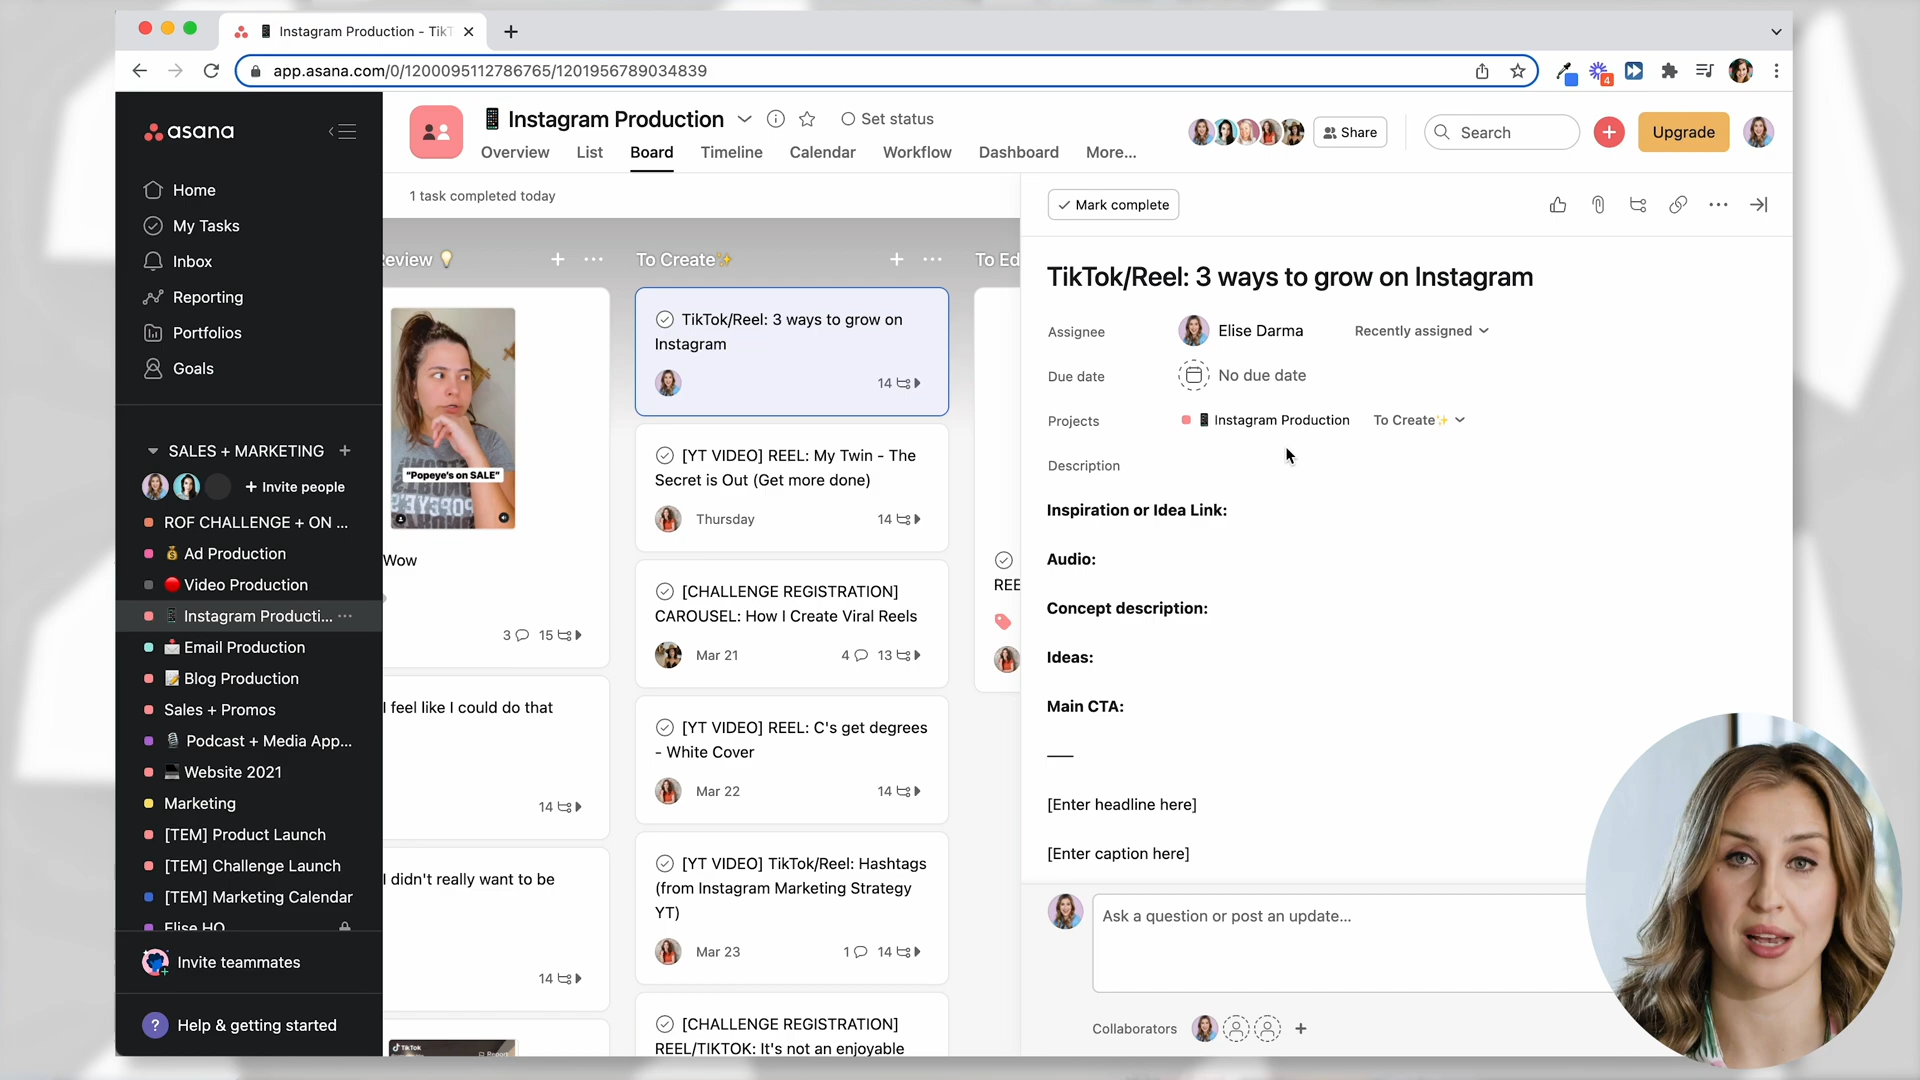 Instagram Production - TikT
app.asana.com/0/1200095112786765/1201956789034839
4
asana
Home
My Tasks
Inbox
Reporting
Portfolios
Goals
SALES + MARKETING
Invite people
ROF CHALLENGE + ON ...
Ad Production
Video Production
Instagram Producti...
Email Production
Blog Production
Sales + Promos
Podcast + Media App...
Website 2021
Marketing
[TEM] Product Launch
[TEM] Challenge Launch
[TEM] Marketing Calendar
Elise HQ
Invite teammates
? Help & getting started
Instagram Production
Set status
Overview List Board Timeline Calendar Workflow Dashboard More...
Share
Search
Upgrade
1 task completed today
eview
"Popeye's on SALE"
Wow
3 15
I feel like I could do that
14
I didn't really want to be
14
TikTok
To Create
TikTok/Reel: 3 ways to grow on
Instagram
14
[YT VIDEO] REEL: My Twin - The
Secret is Out (Get more done)
Thursday 14
[CHALLENGE REGISTRATION]
CAROUSEL: How I Create Viral Reels
Mar 21 4 13
[YT VIDEO] REEL: C's get degrees
- White Cover
Mar 22 14
[YT VIDEO] TikTok/Reel: Hashtags
(from Instagram Marketing Strategy
YT)
Mar 23 1 14
[CHALLENGE REGISTRATION]
REEL/TIKTOK: It's not an enjoyable
To Ed
REE
Mark complete
TikTok/Reel: 3 ways to grow on Instagram
Assignee Elise Darma Recently assigned
Due date No due date
Projects Instagram Production To Create
Description
Inspiration or Idea Link:
Audio:
Concept description:
Ideas:
Main CTA:
[Enter headline here]
[Enter caption here]
Ask a question or post an update...
Collaborators